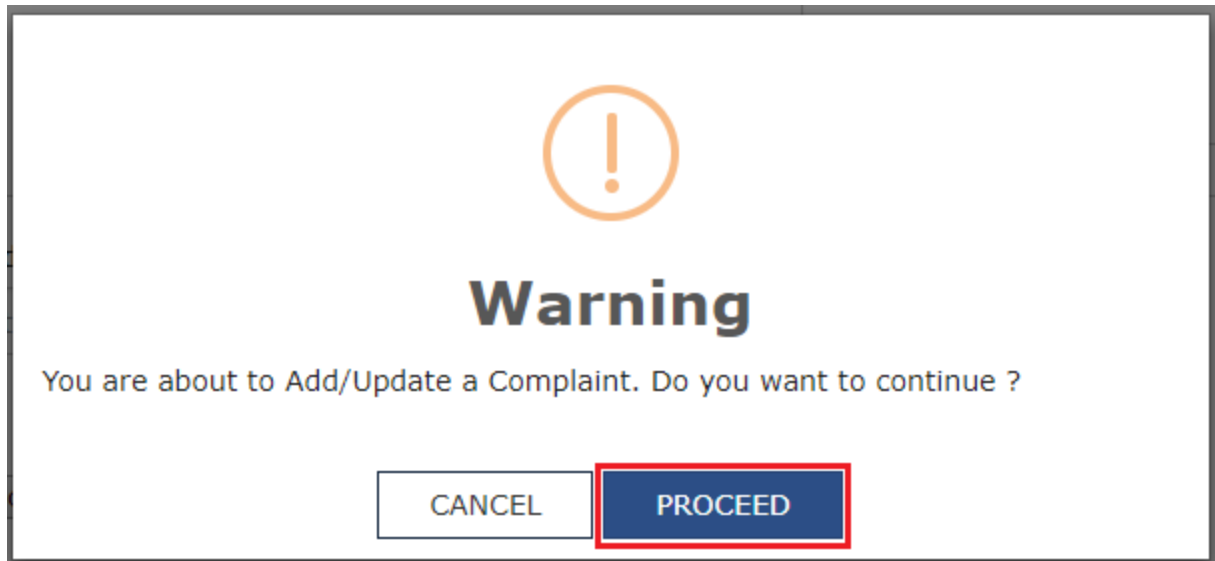 Warning
You are about to Add/Update a Complaint. Do you want to continue ?
CANCEL
PROCEED